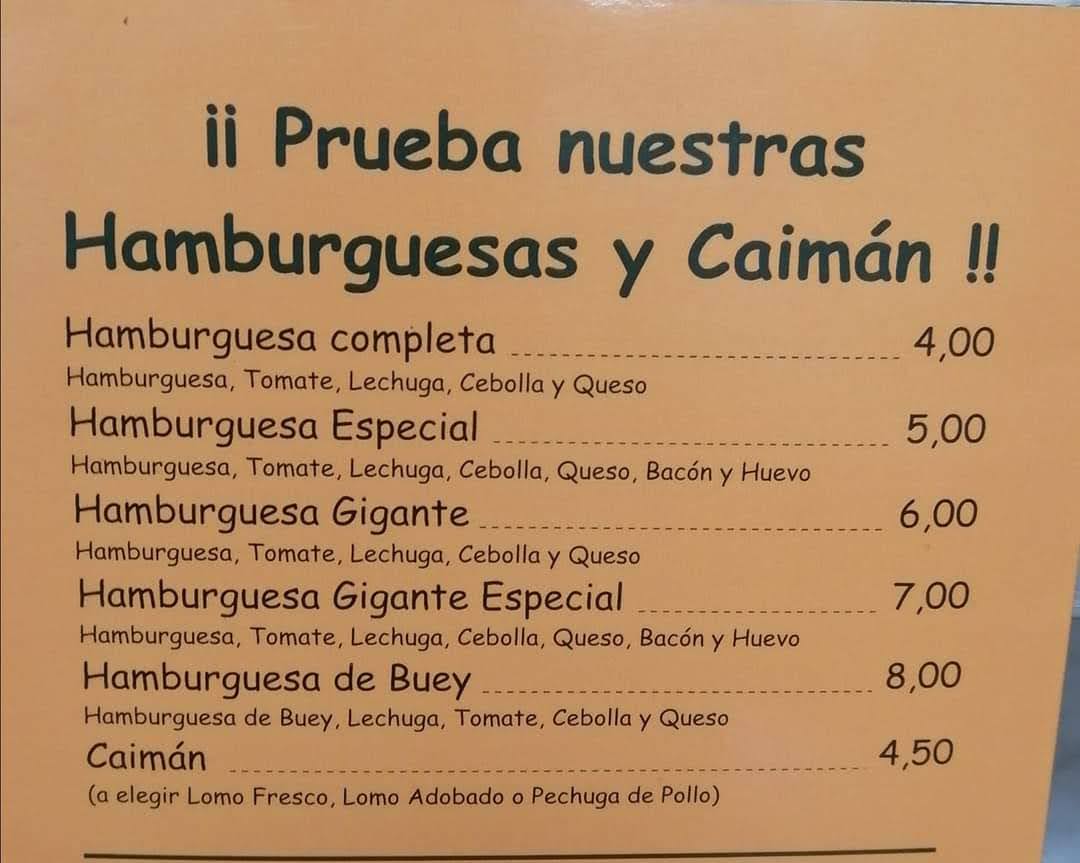 ¡¡ Prueba nuestras
Hamburguesas y Caimán !!
Hamburguesa completa 4,00
Hamburguesa, Tomate, Lechuga, Cebolla y Queso
Hamburguesa Especial 5,00
Hamburguesa, Tomate, Lechuga, Cebolla, Queso, Bacón y Huevo
Hamburguesa Gigante 6,00
Hamburguesa, Tomate, Lechuga, Cebolla y Queso
Hamburguesa Gigante Especial 7,00
Hamburguesa, Tomate, Lechuga, Cebolla, Queso, Bacón y Huevo
Hamburguesa de Buey 8,00
Hamburguesa de Buey, Lechuga, Tomate, Cebolla y Queso
Caimán 4,50
(a elegir Lomo Fresco, Lomo Adobado o Pechuga de Pollo)